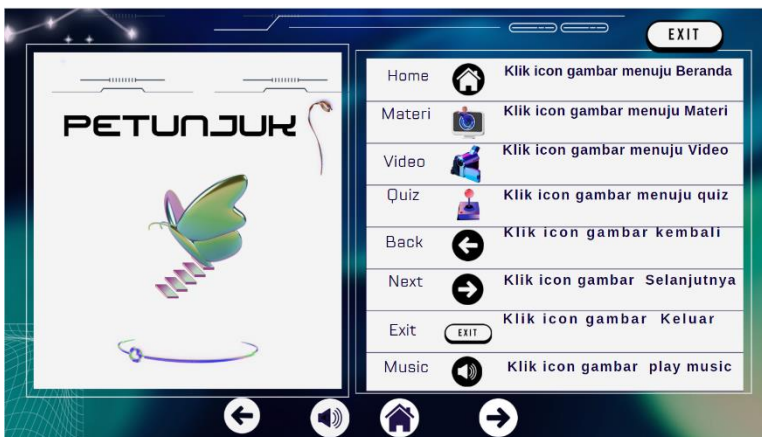 EXIT
PETUNJUK
Home Klik icon gambar menuju Beranda
Materi Klik icon gambar menuju Materi
Video Klik icon gambar menuju Video
Quiz Klik icon gambar menuju quiz
Back Klik icon gambar kembali
Next Klik icon gambar Selanjutnya
Exit EXIT Klik icon gambar Keluar
Music Klik icon gambar play music